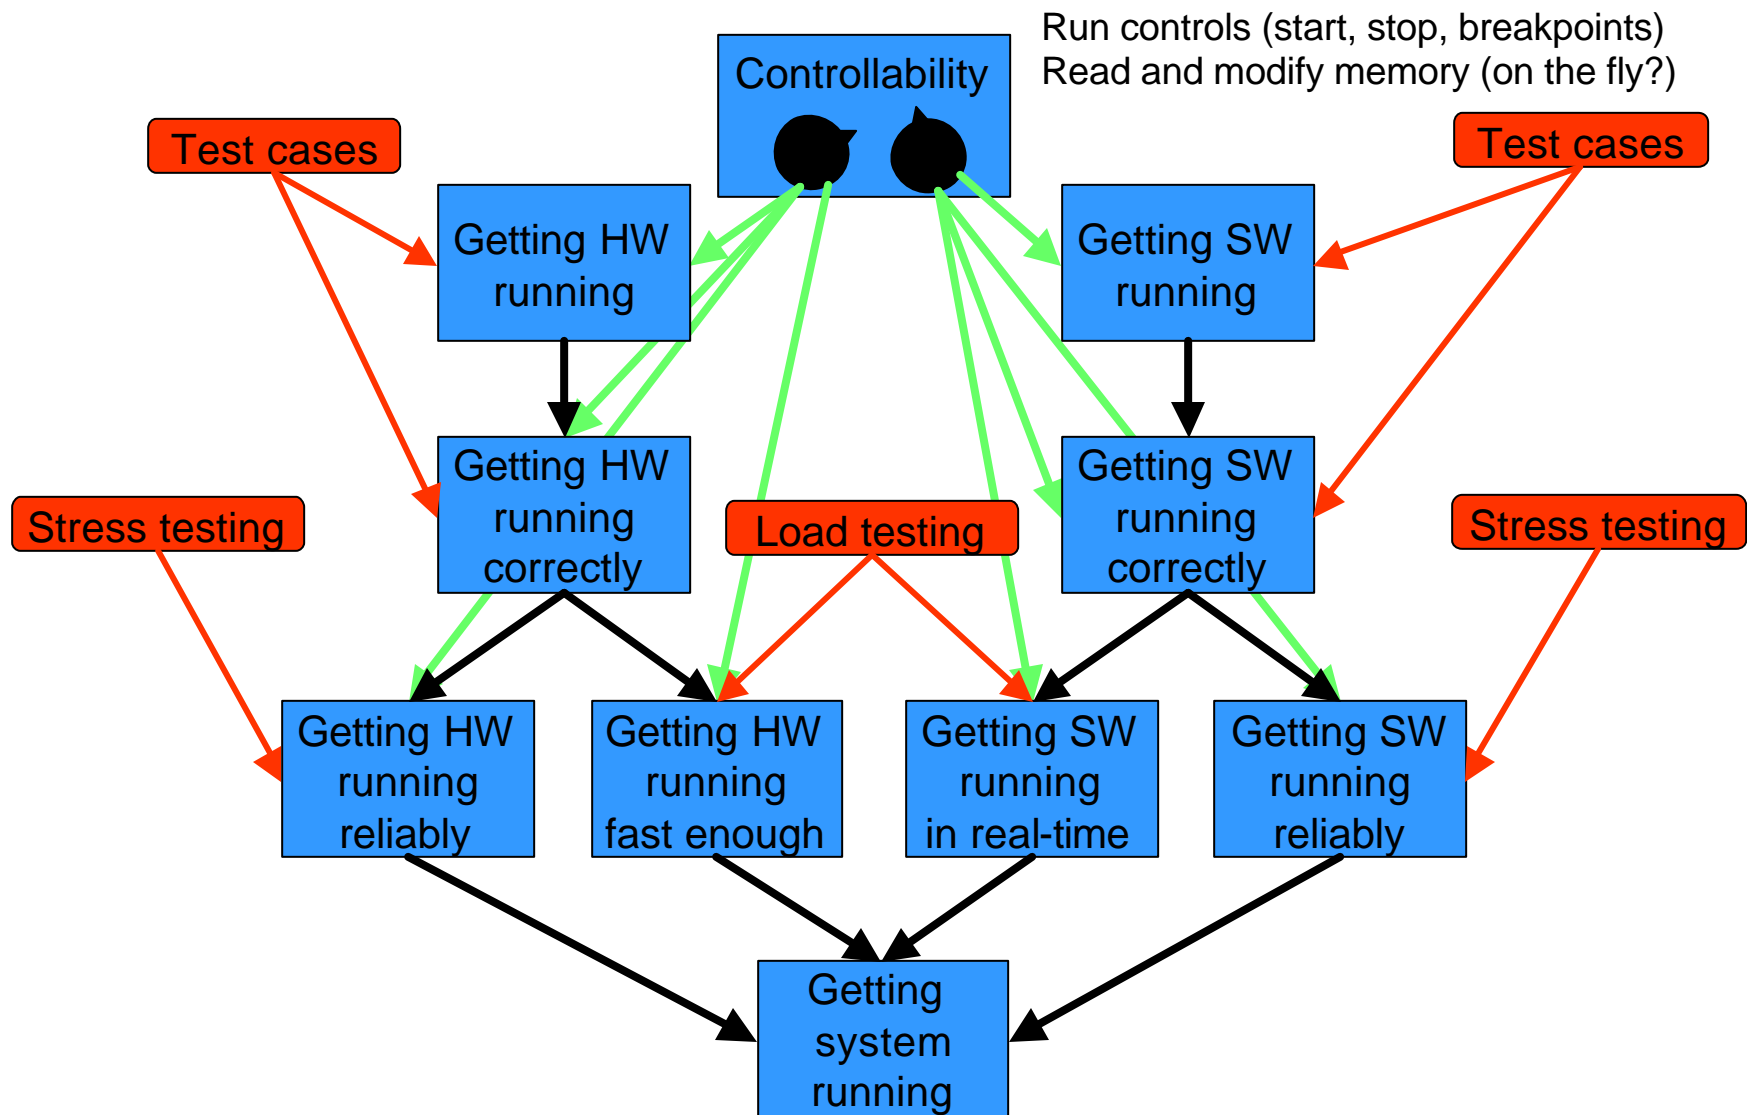 Run controls (start, stop, breakpoints)
Read and modify memory (on the fly?)
Controllability
Test cases
Test cases
Getting HW
running
Getting SW
running
Getting HW
running
correctly
Getting SW
running
correctly
Stress testing
Load testing
Stress testing
Getting HW
running
reliably
Getting HW
running
fast enough
Getting SW
running
in real-time
Getting SW
running
reliably
Getting
system
running